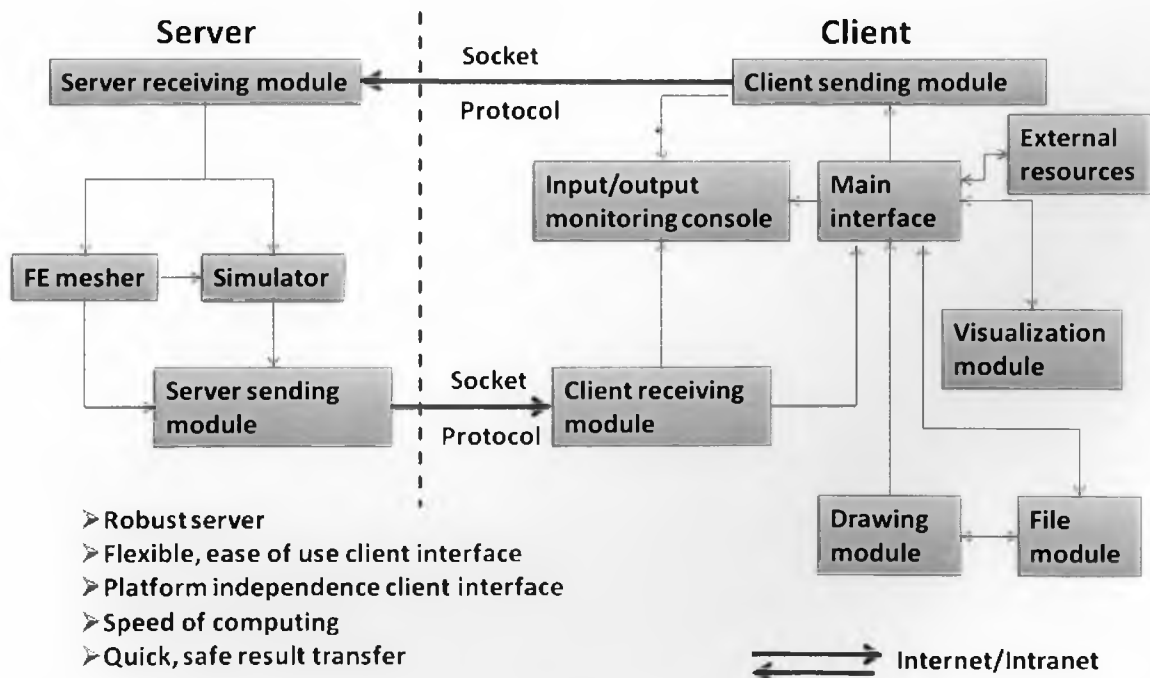 Server
Client
Server receiving module
Socket
Protocol
Client sending module
External
resources
Input/output
monitoring console
Main
interface
FE mesher
Simulator
Visualization
module
Server sending
module
Socket
Protocol
Client receiving
module
Drawing
module
File
module
➢Robust server
➢Flexible, ease of use client interface
➢Platform independence client interface
➢Speed of computing
➢Quick, safe result transfer
Internet/Intranet